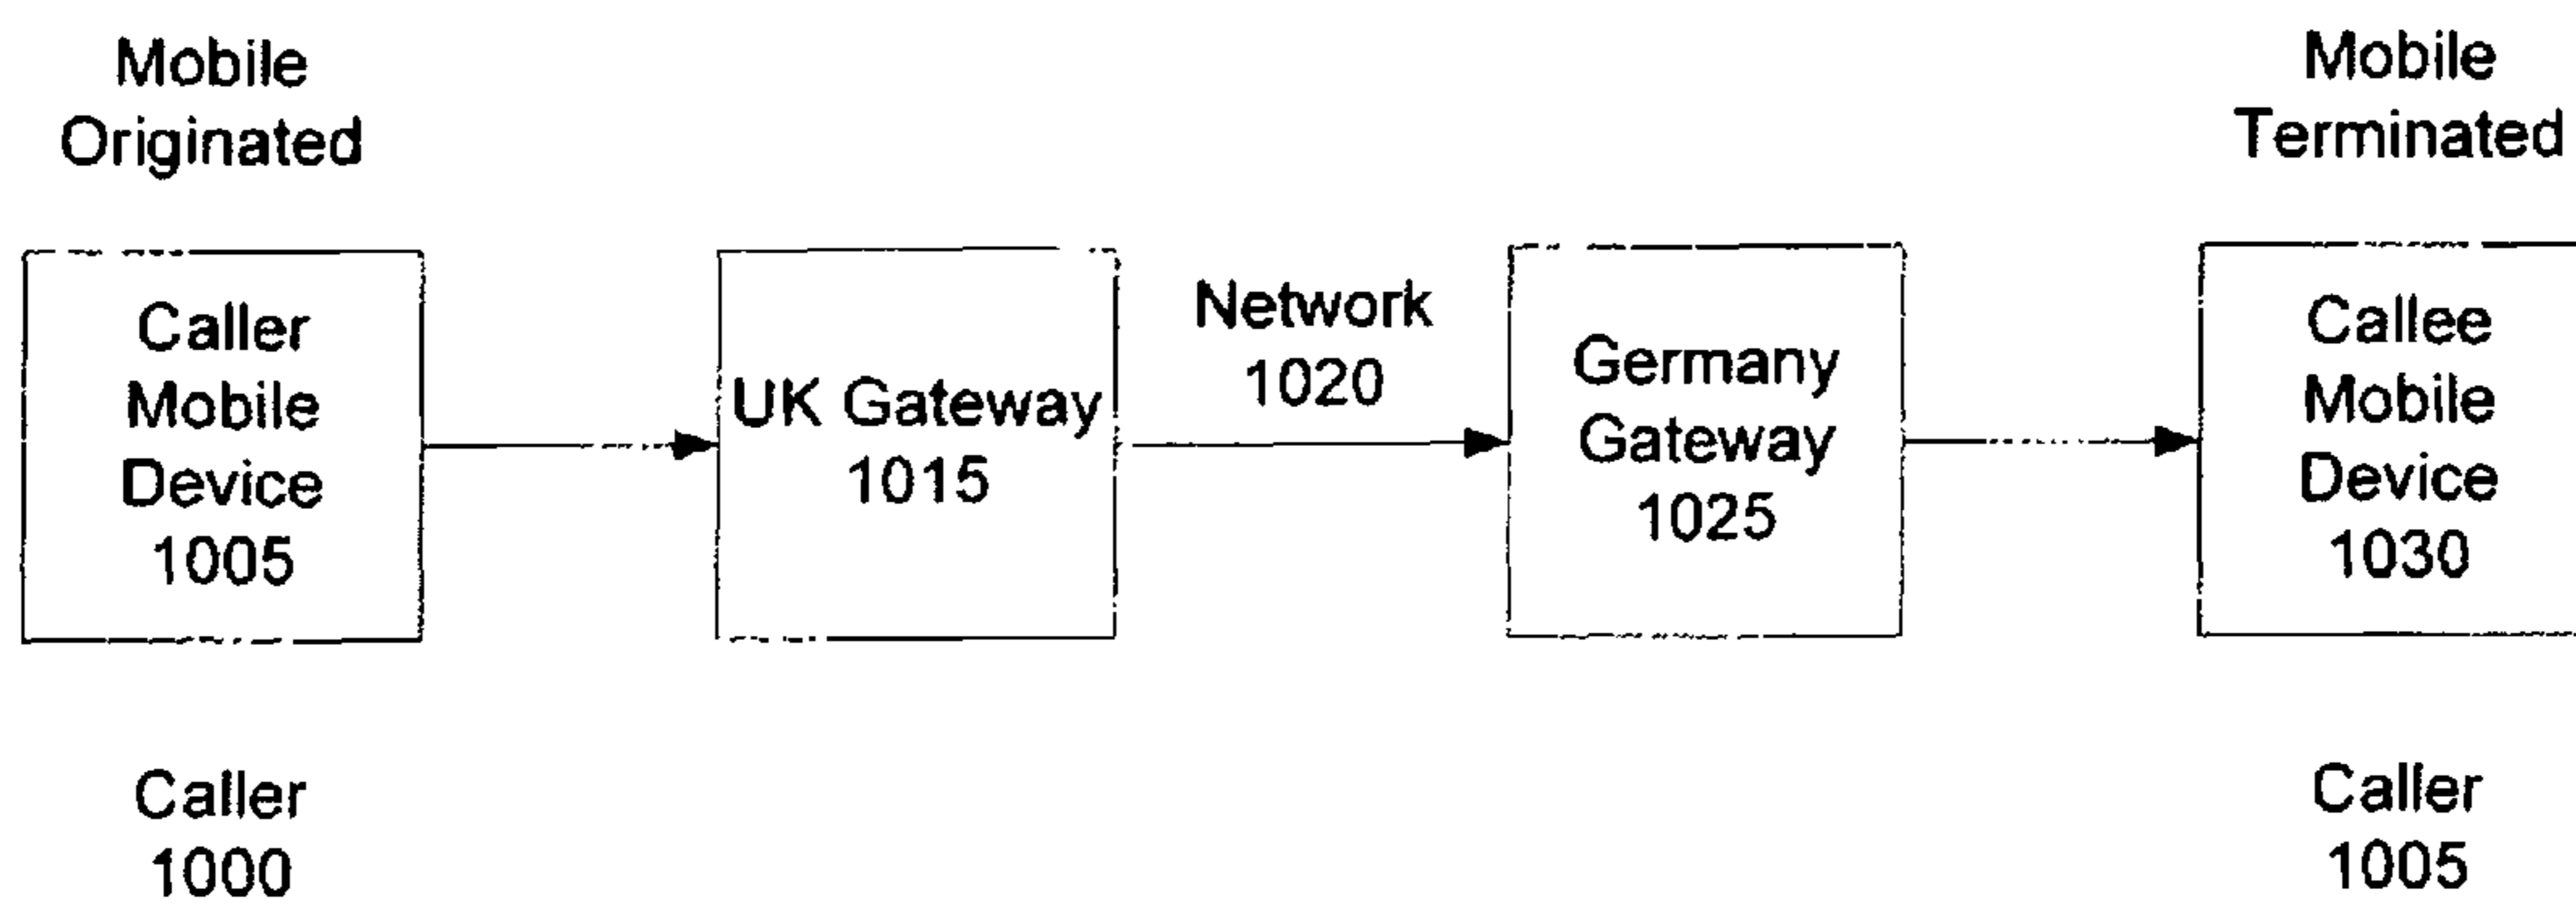 Mobile
Originated
Mobile
Terminated
Caller
Mobile
Device
1005
UK Gateway
1015
Network
1020
Germany
Gateway
1025
Callee
Mobile
Device
1030
Caller
1000
Caller
1005